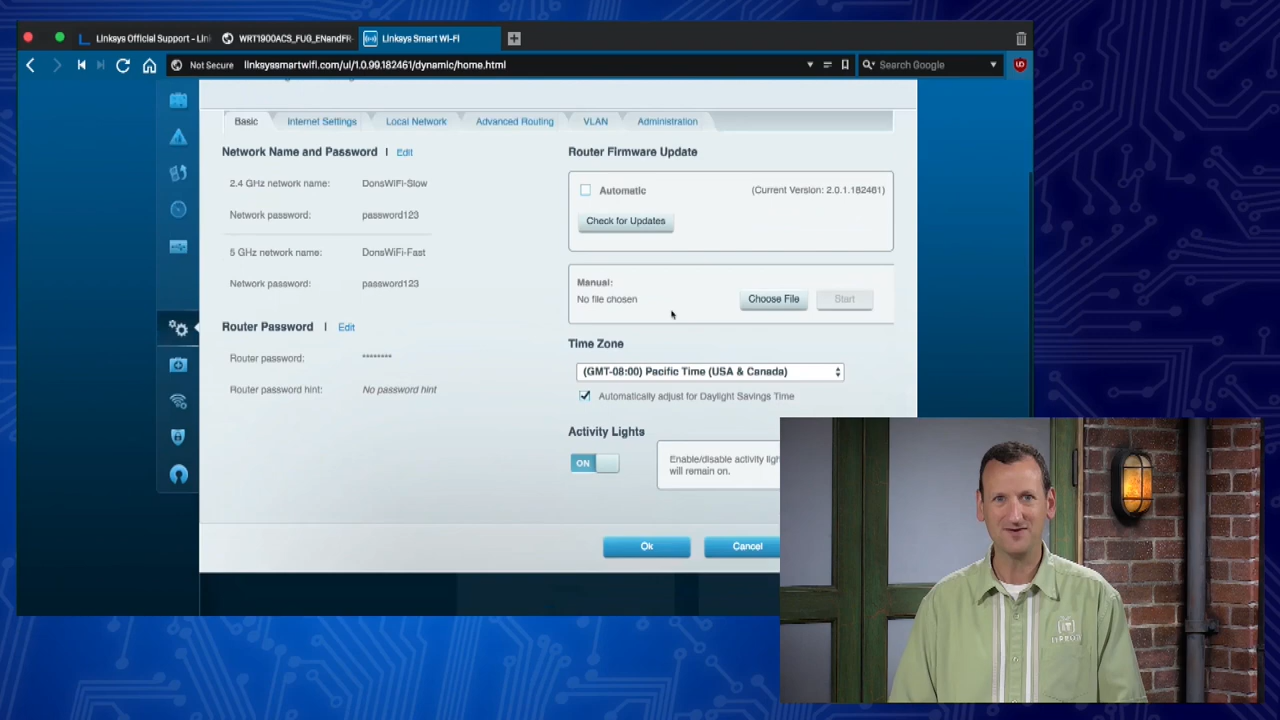 Linksys Official Support - Lin
WRT1900ACS_FUG_ENandFR-
Linksys Smart Wi-Fi
Not Secure
linksyssmartwifi.com/ui/1.0.99.182461/dynamic/home.html
Search Google
Basic
Internet Settings
Local Network
Advanced Routing
VLAN
Administration
Network Name and Password | Edit
2.4 GHz network name: DonsWiFi-Slow
Network password: password123
5 GHz network name: DonsWiFi-Fast
Network password: password123
Router Password | Edit
Router password: ********
Router password hint: No password hint
Router Firmware Update
Automatic
(Current Version: 2.0.1.182461)
Check for Updates
Manual:
No file chosen
Choose File
Start
Time Zone
(GMT-08:00) Pacific Time (USA & Canada)
Automatically adjust for Daylight Savings Time
Activity Lights
ON
Enable/disable activity ligh
will remain on.
Ok
Cancel
ITPRO.TV